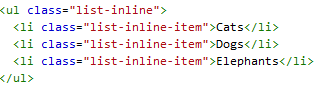 <ul class="list-inline">
  <li class="list-inline-item">Cats</li>
  <li class="list-inline-item">Dogs</li>
  <li class="list-inline-item">Elephants</li>
</ul>